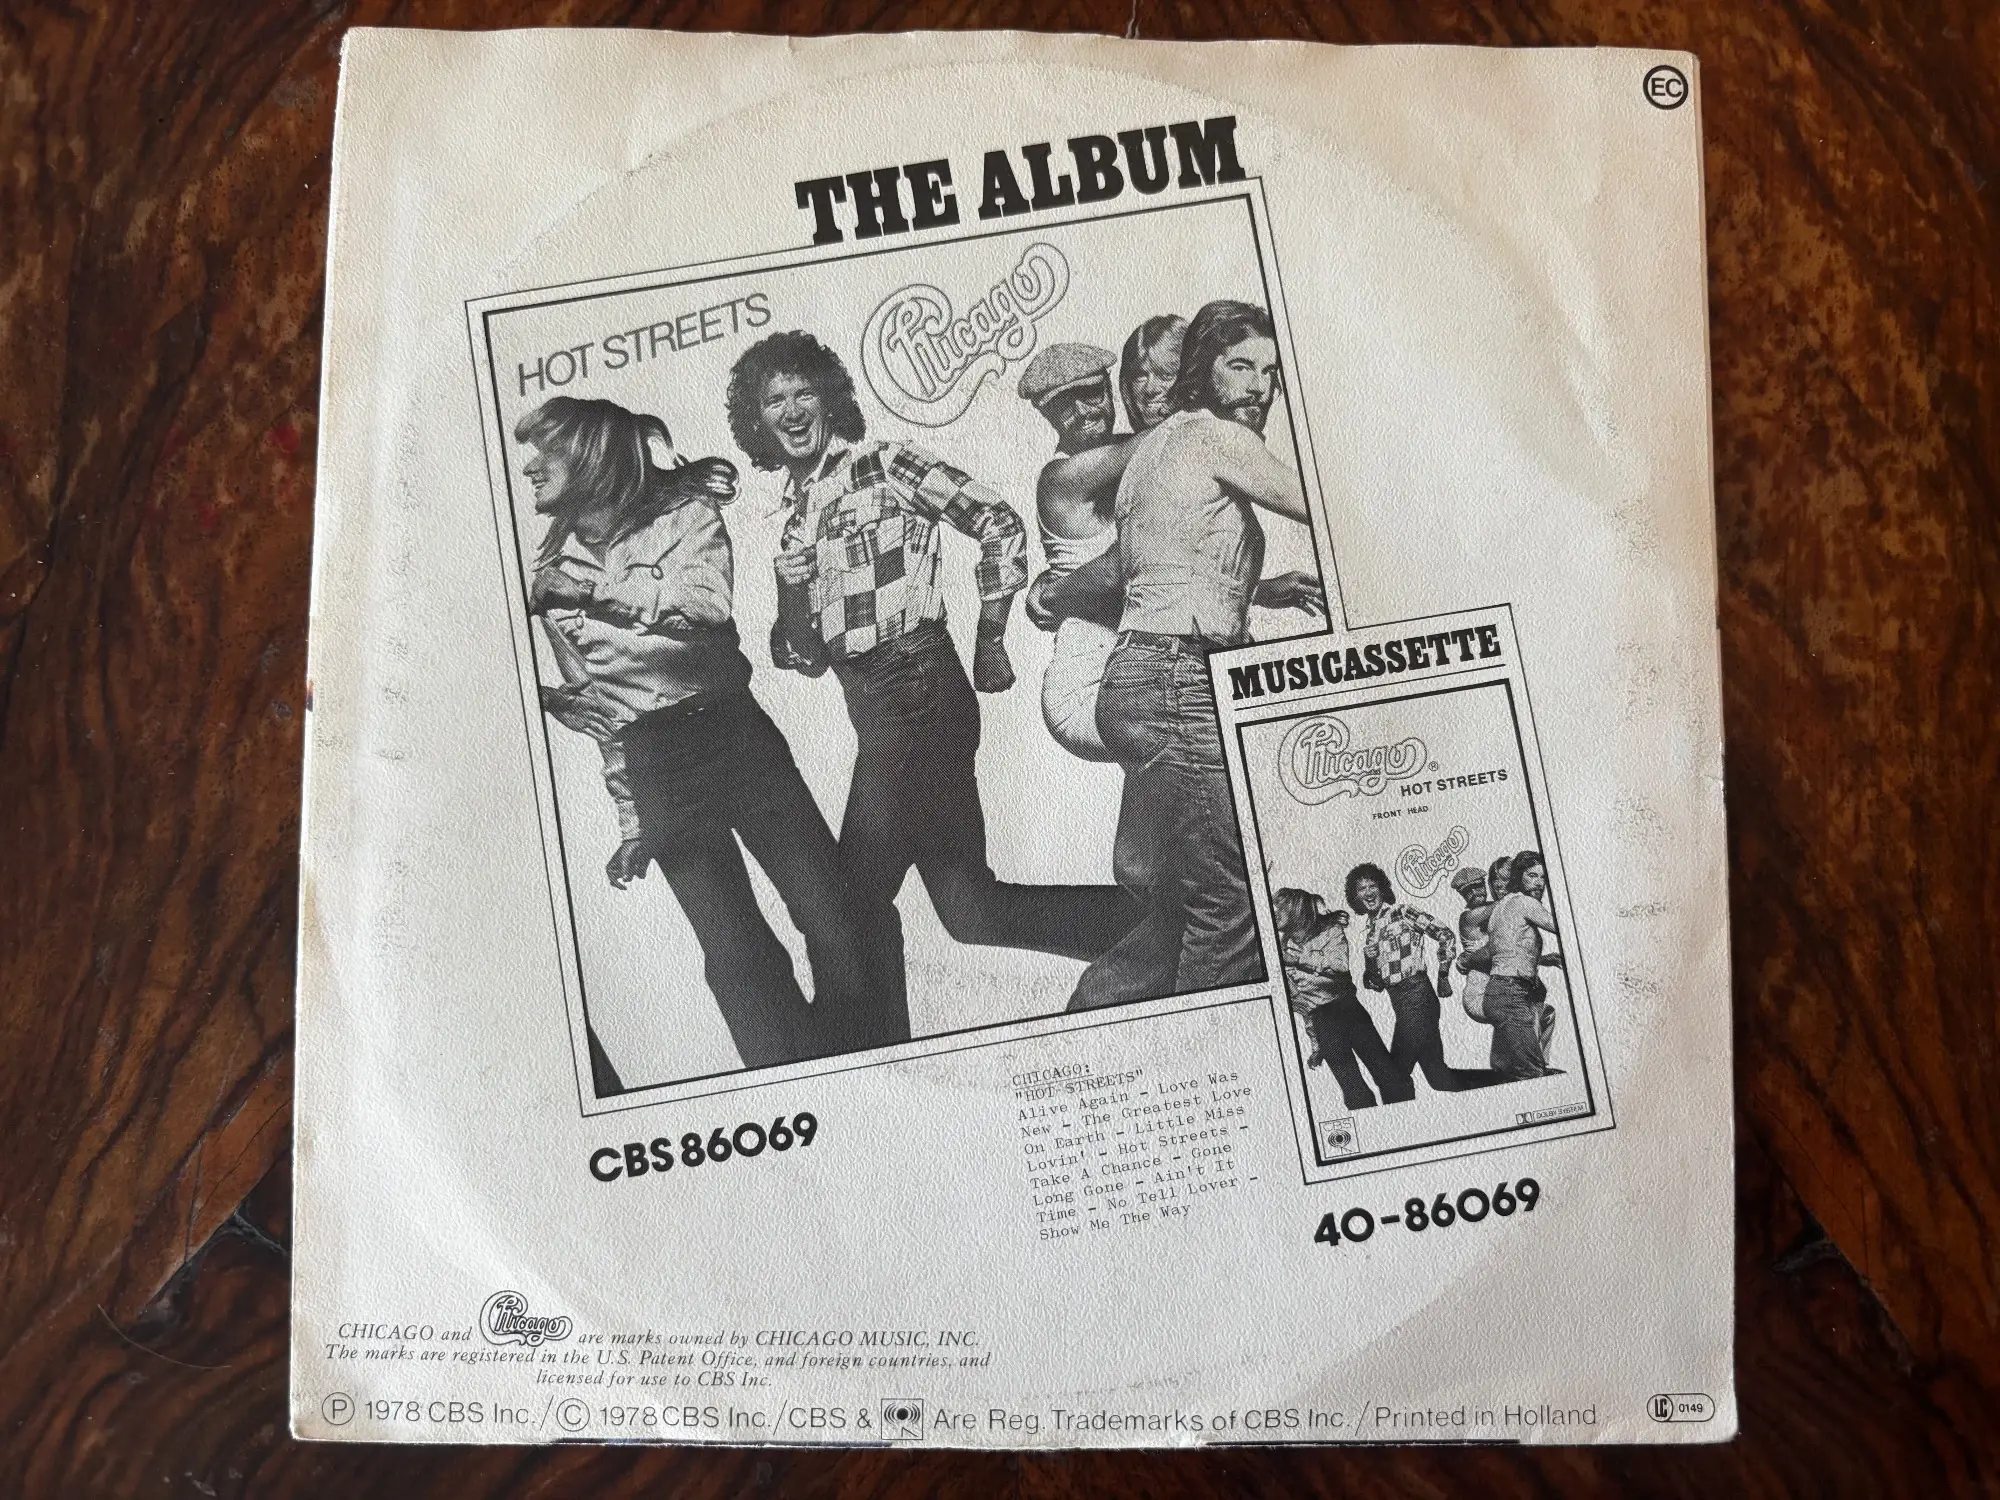 EC
THE ALBUM
HOT STREETS
Chicago
MUSICASSETTE
Chicago®
HOT STREETS
FRONT HEAD
Chicago
CBS
DOLBY SYSTEM
CBS 86069
CHICAGO:
"HOT STREETS"
Alive Again - Love Was
New - The Greatest Love
On Earth - Little Miss
Lovin' - Hot Streets -
Take A Chance - Gone
Long Gone - Ain't It
Time - No Tell Lover -
Show Me The Way
40-86069
CHICAGO and Chicago are marks owned by CHICAGO MUSIC, INC.
The marks are registered in the U.S. Patent Office, and foreign countries, and
licensed for use to CBS Inc.
Ⓟ 1978 CBS Inc./© 1978 CBS Inc./CBS & Are Reg. Trademarks of CBS Inc./Printed in Holland
LC 0149